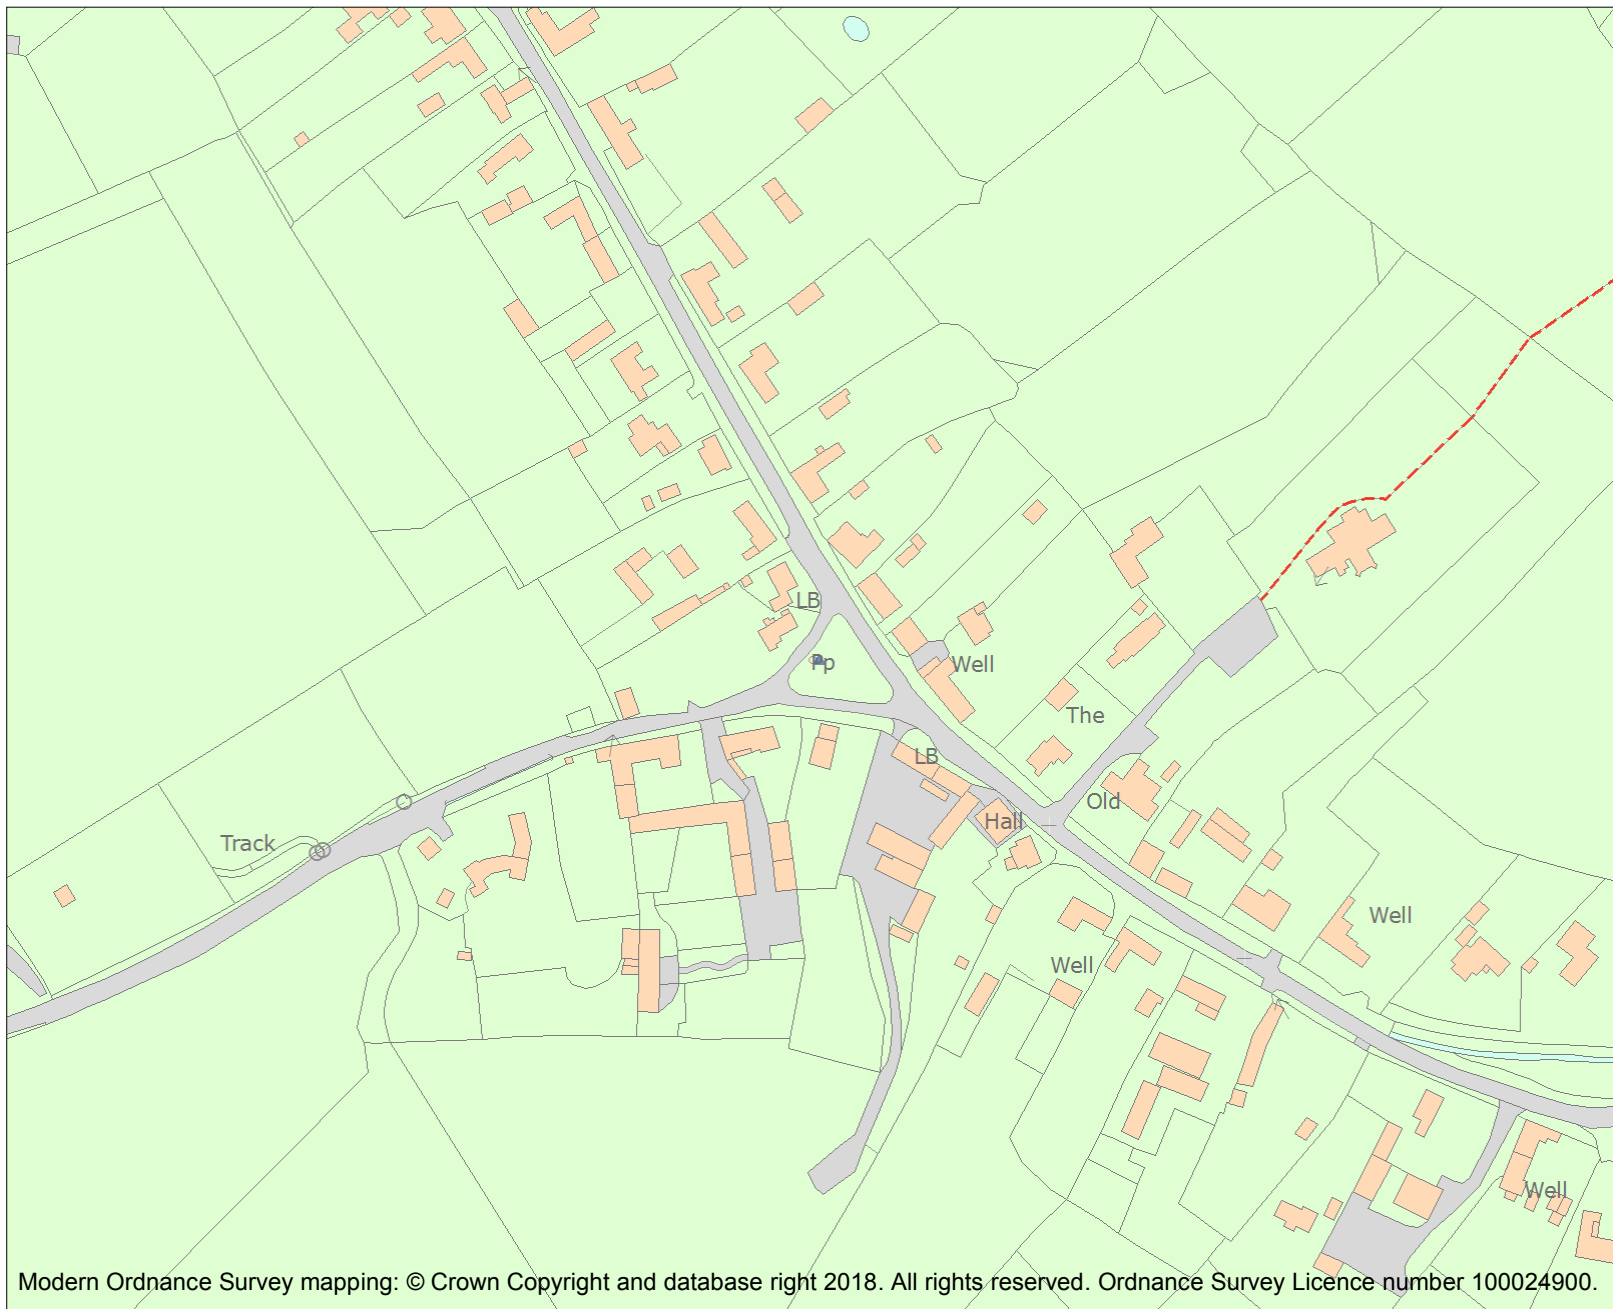 LB
Pp
Well
The
LB
Old
Hall
Track
Well
Well
Well
Modern Ordnance Survey mapping: © Crown Copyright and database right 2018. All rights reserved. Ordnance Survey Licence number 100024900.